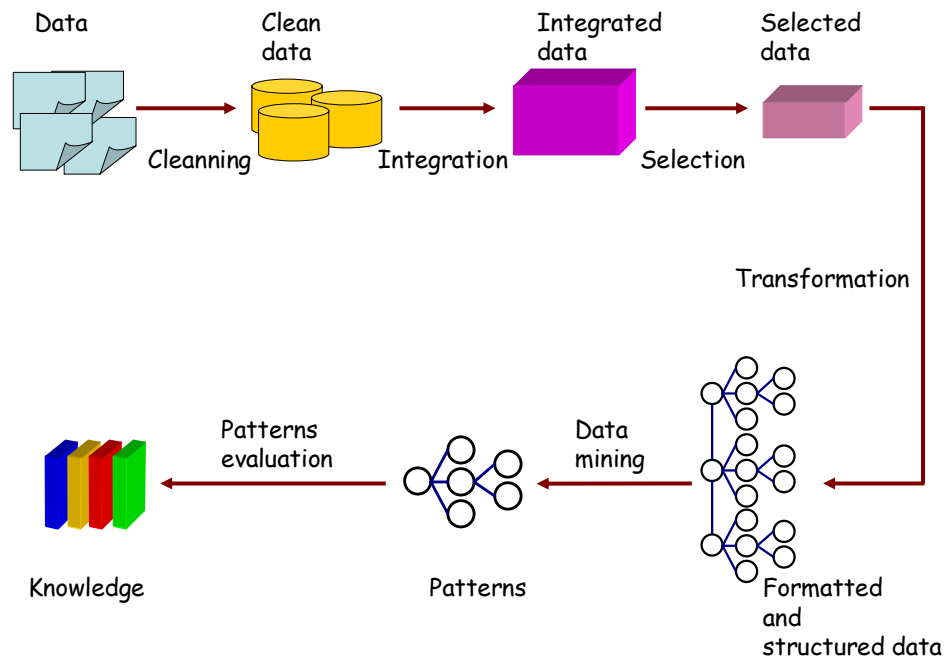 Data
Clean
data
Integrated
data
Selected
data
Cleanning
Integration
Selection
Transformation
Patterns
evaluation
Data
mining
Knowledge
Patterns
Formatted
and
structured data